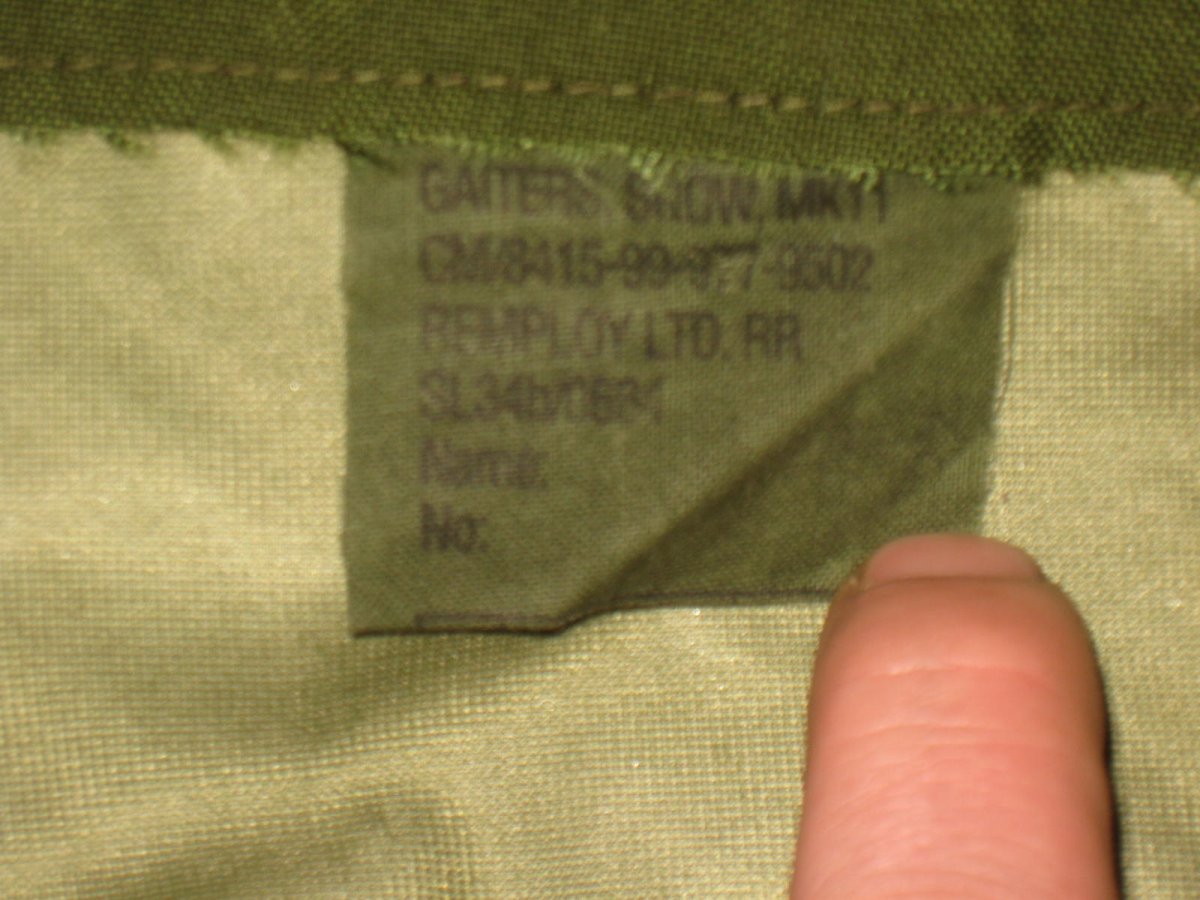 GAITERS, SNOW, MK11
CM/8415-99-977-9502
REMPLOY LTD. RR
Name:
No: